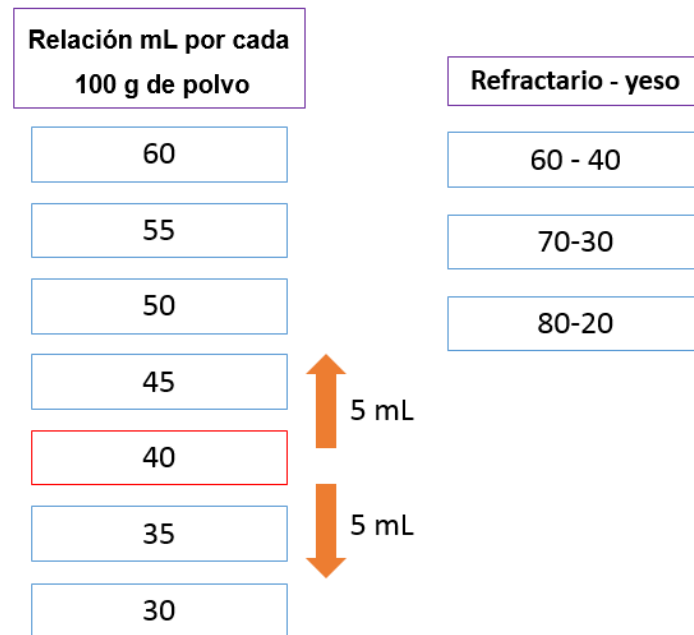 Relación mL por cada
100 g de polvo
60
55
50
45
40
35
30
5 mL
5 mL
Refractario - yeso
60 - 40
70-30
80-20